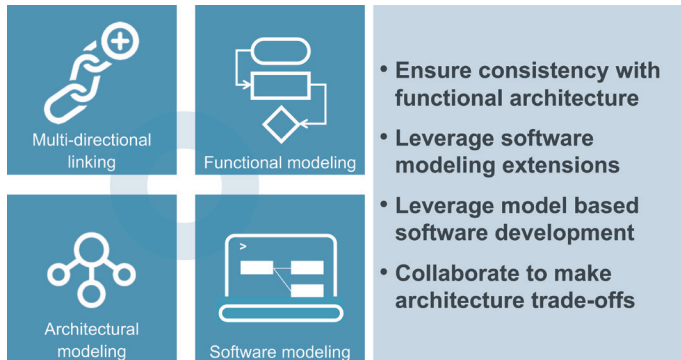 Multi-directional
linking
Functional modeling
Architectural
modeling
>
Software modeling
• Ensure consistency with
functional architecture
• Leverage software
modeling extensions
• Leverage model based
software development
• Collaborate to make
architecture trade-offs